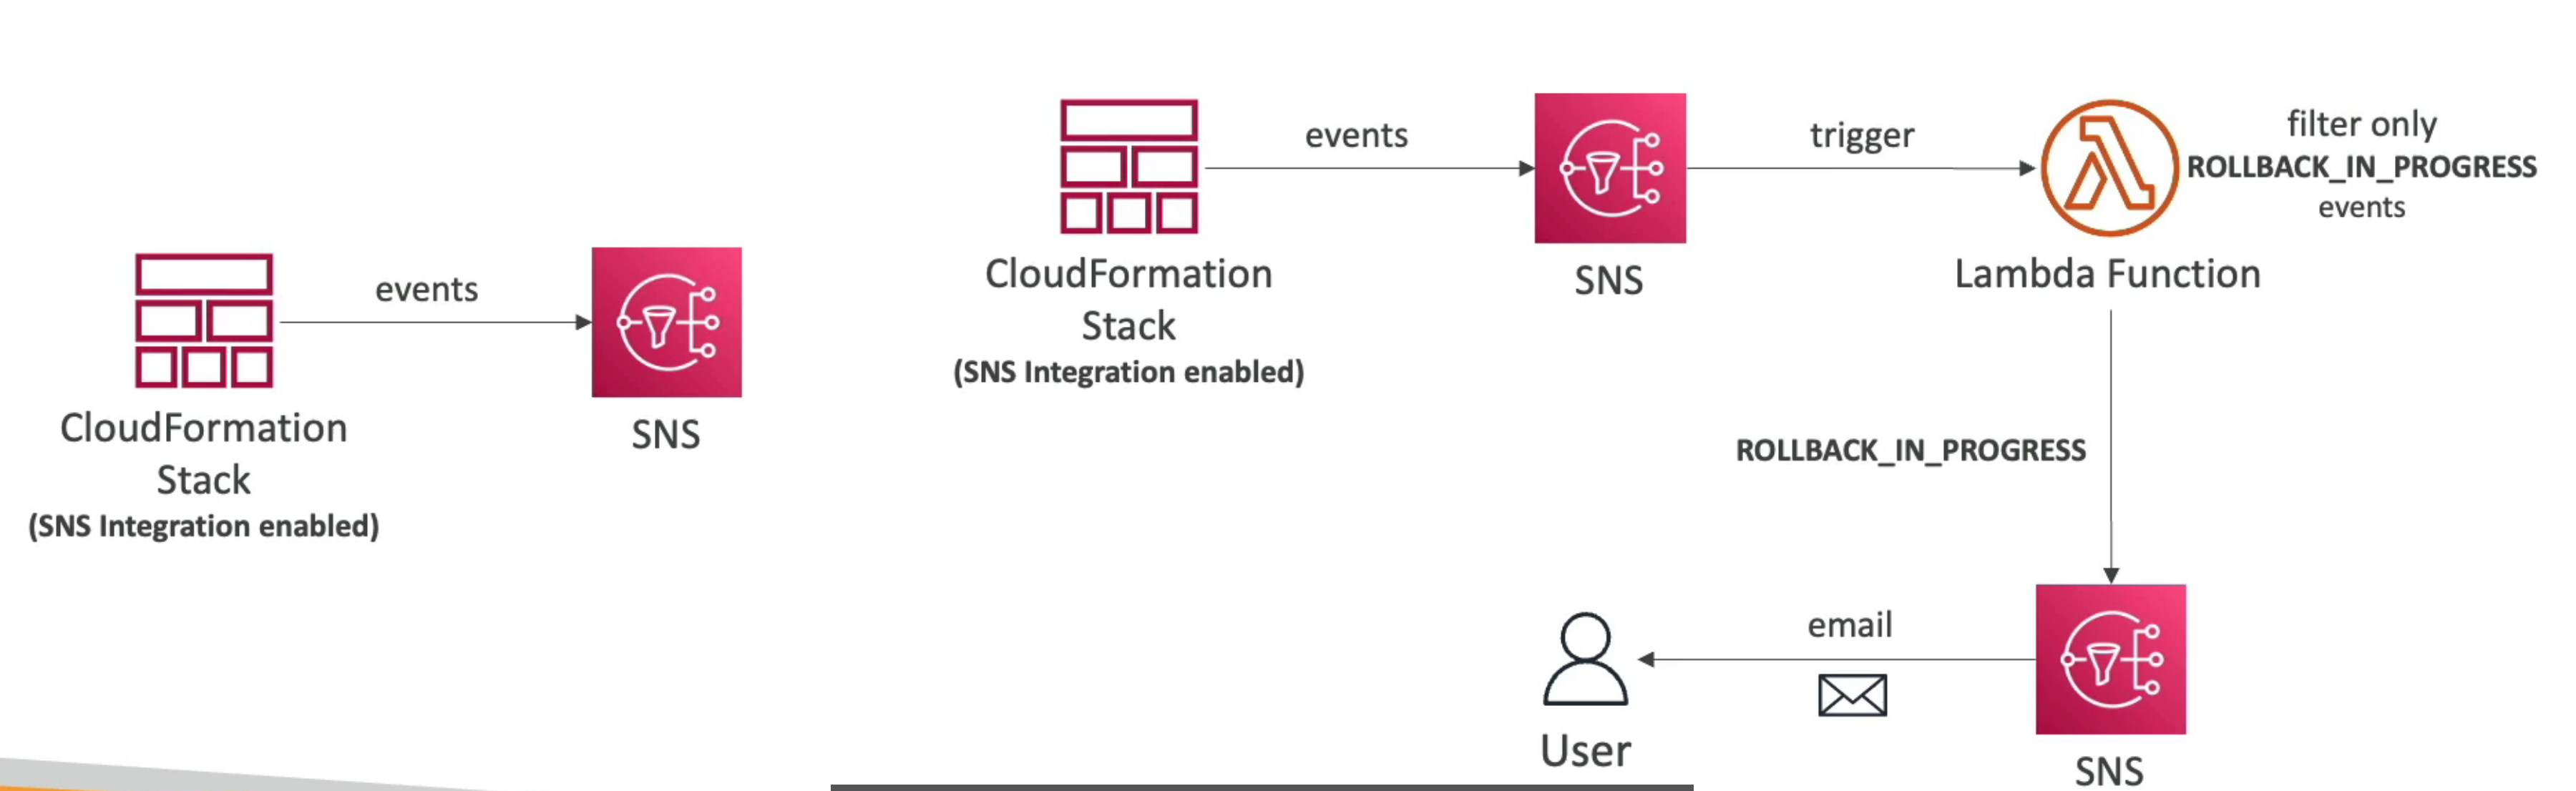 events
CloudFormation
Stack
(SNS Integration enabled)
SNS
events
CloudFormation
Stack
(SNS Integration enabled)
SNS
trigger
filter only
ROLLBACK_IN_PROGRESS
events
Lambda Function
ROLLBACK_IN_PROGRESS
email
User
SNS